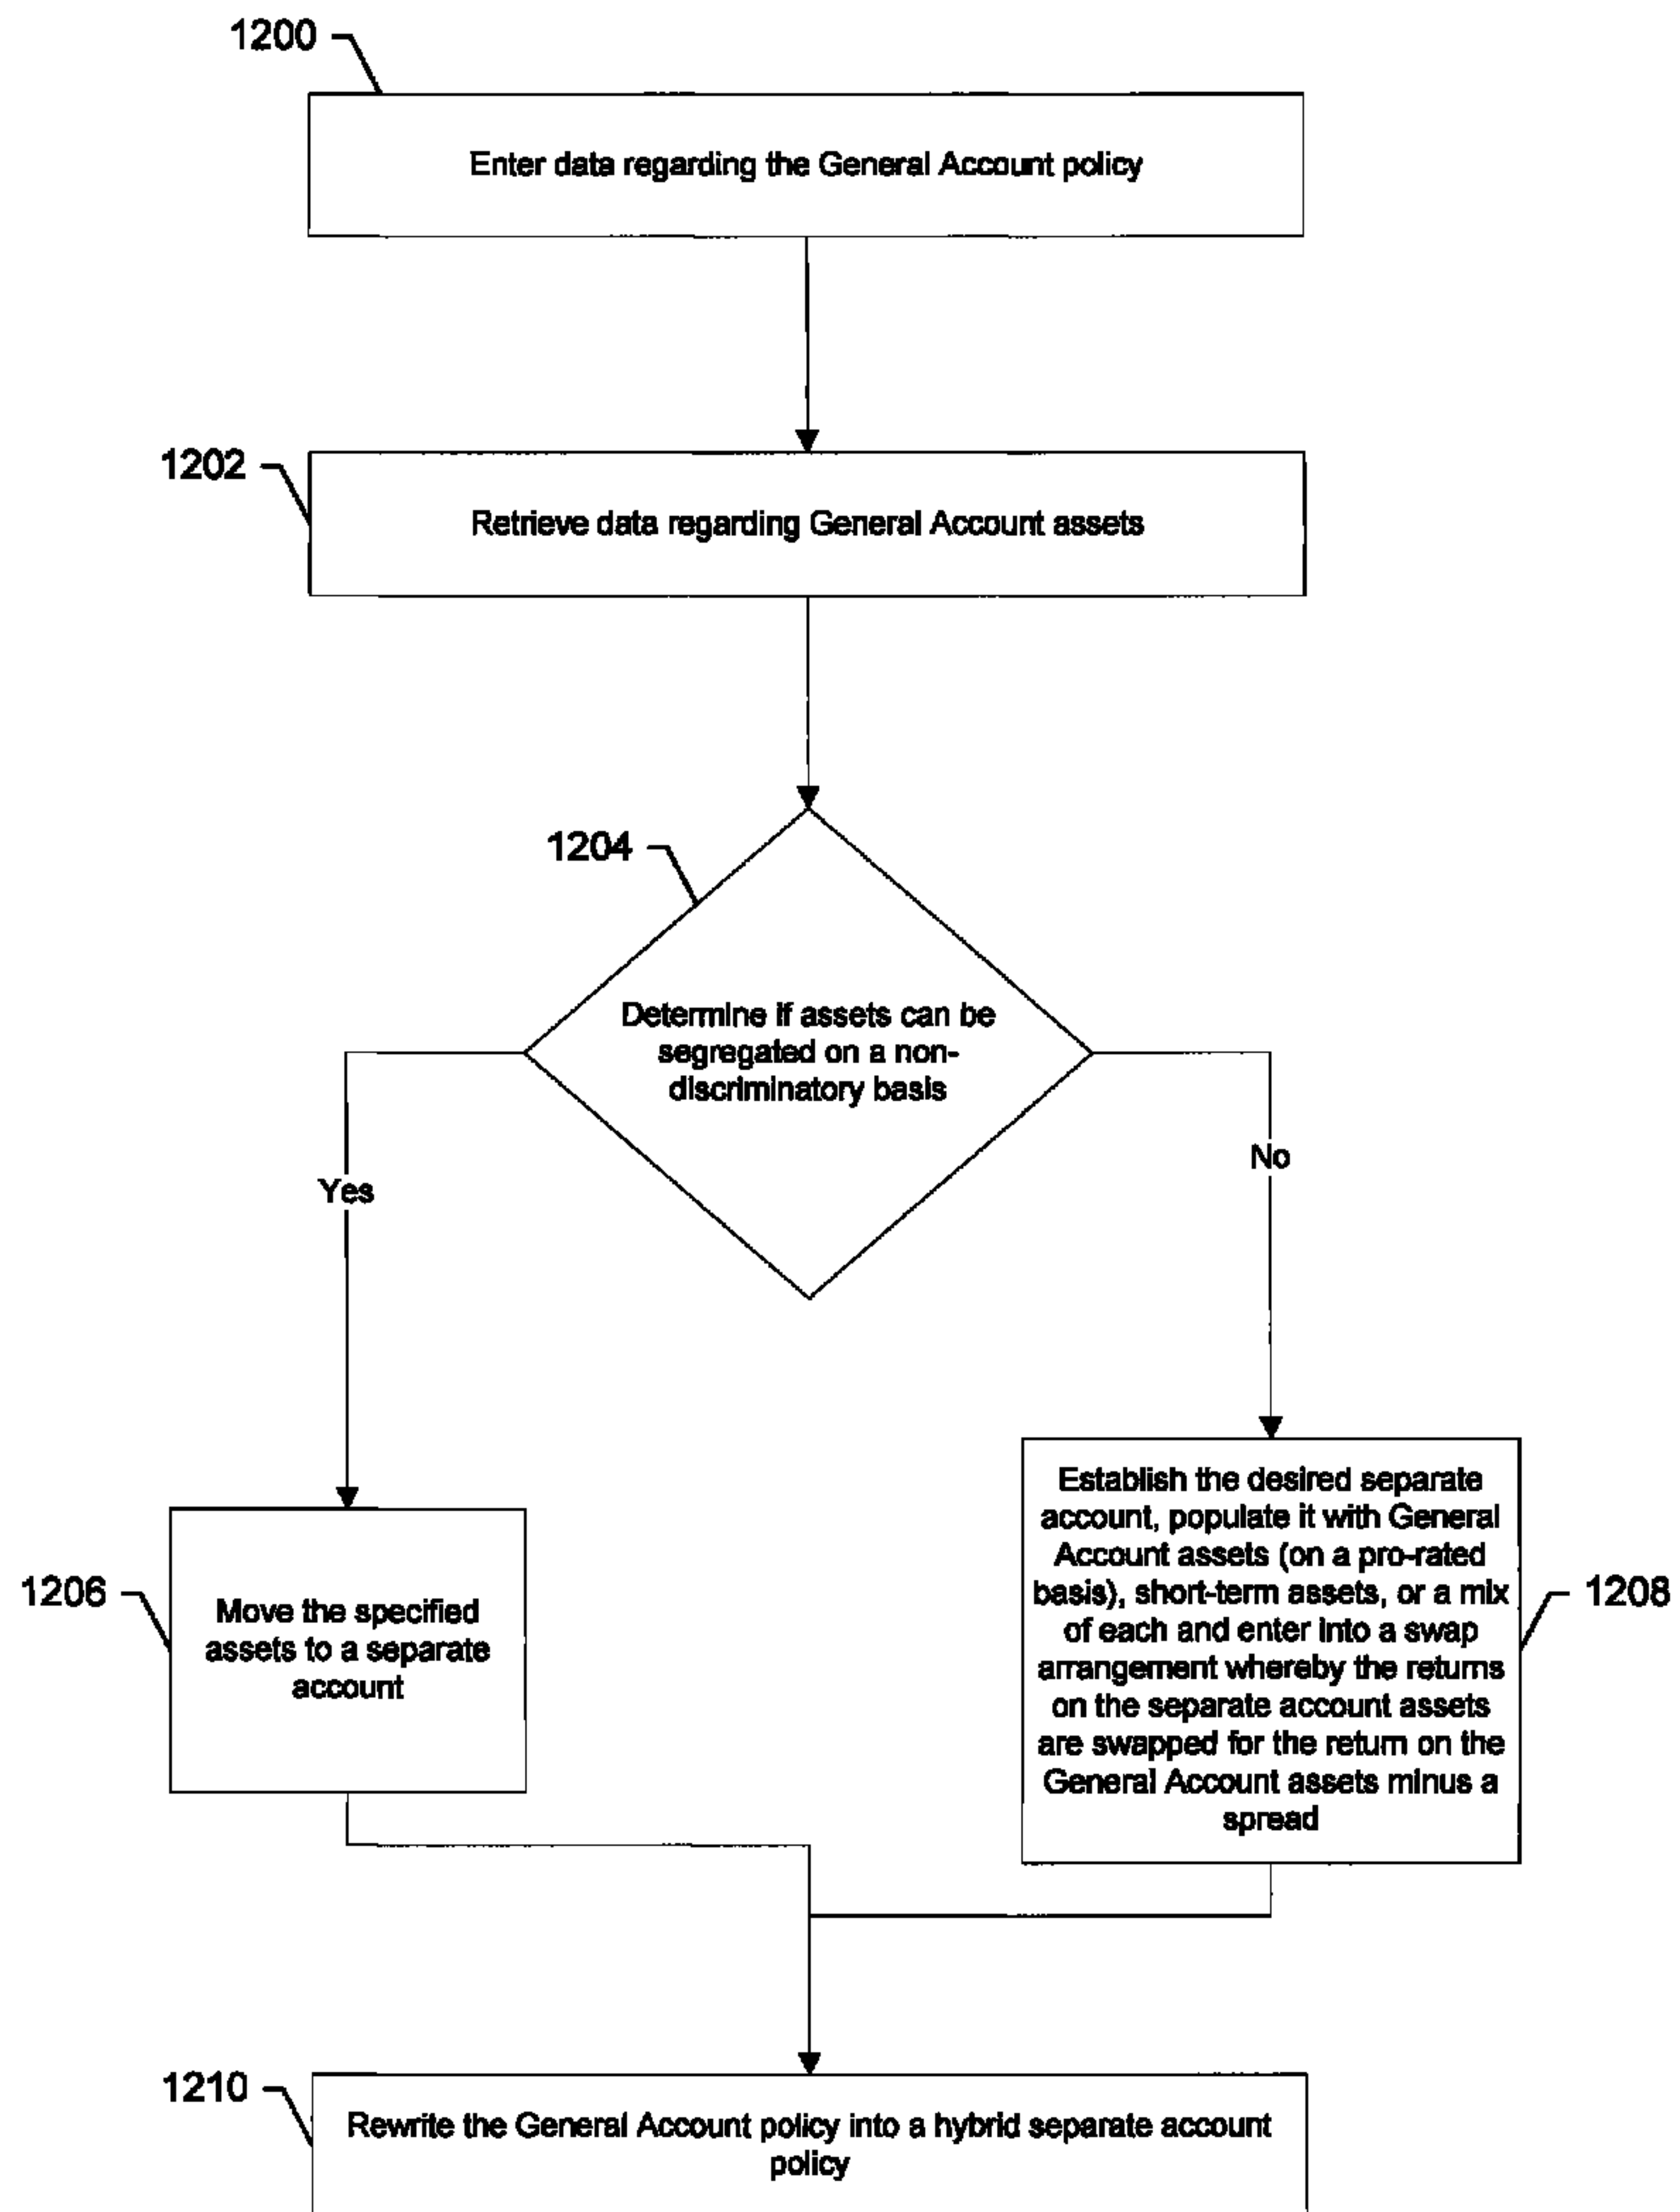 1200
Enter data regarding the General Account policy
1202
Retrieve data regarding General Account assets
1204
Determine if assets can be
segregated on a non-
discriminatory basis
Yes
No
1206
Move the specified
assets to a separate
account
Establish the desired separate
account, populate it with General
Account assets (on a pro-rated
basis), short-term assets, or a mix
of each and enter into a swap
arrangement whereby the returns
on the separate account assets
are swapped for the return on the
General Account assets minus a
spread
1208
1210
Rewrite the General Account policy into a hybrid separate account
policy